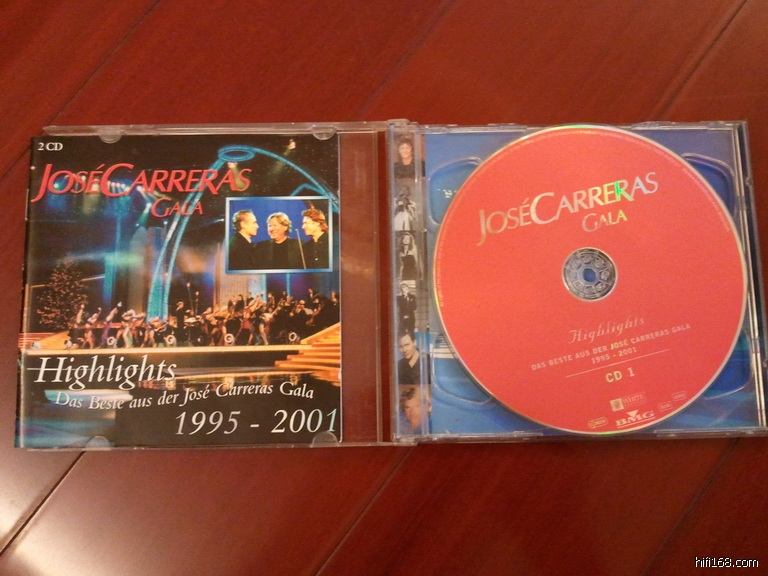 2 CD
JOSÉ CARRERAS
GALA
Highlights
Das Beste aus der José Carreras Gala
1995 - 2001
JOSÉ CARRERAS
GALA
Highlights
DAS BESTE AUS DER JOSÉ CARRERAS GALA
1995 - 2001
CD 1
BMG
hifi168.com